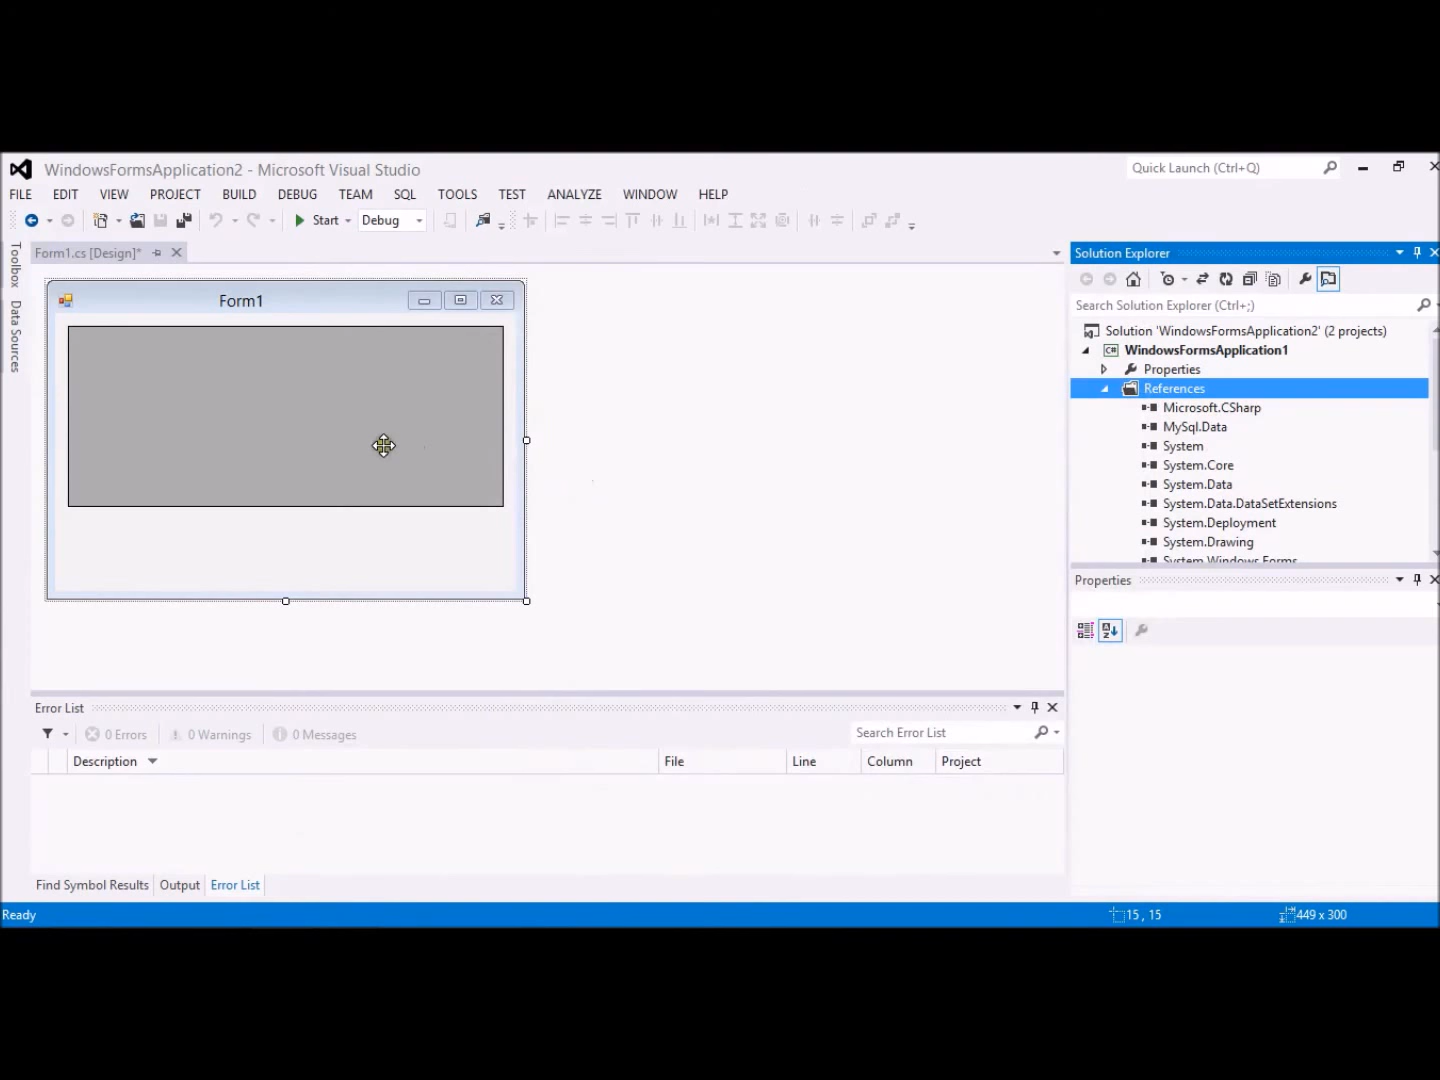 WindowsFormsApplication2 - Microsoft Visual Studio
Quick Launch (Ctrl+Q)
FILE EDIT VIEW PROJECT BUILD DEBUG TEAM SQL TOOLS TEST ANALYZE WINDOW HELP
Start Debug
Toolbox
Data Sources
Form1.cs [Design]*
Form1
Solution Explorer
Search Solution Explorer (Ctrl+;)
Solution 'WindowsFormsApplication2' (2 projects)
C# WindowsFormsApplication1
Properties
References
Microsoft.CSharp
MySql.Data
System
System.Core
System.Data
System.Data.DataSetExtensions
System.Deployment
System.Drawing
System.Windows.Forms
Properties
Error List
0 Errors 0 Warnings 0 Messages
Search Error List
Description File Line Column Project
Find Symbol Results Output Error List
Ready
15 , 15
449 x 300